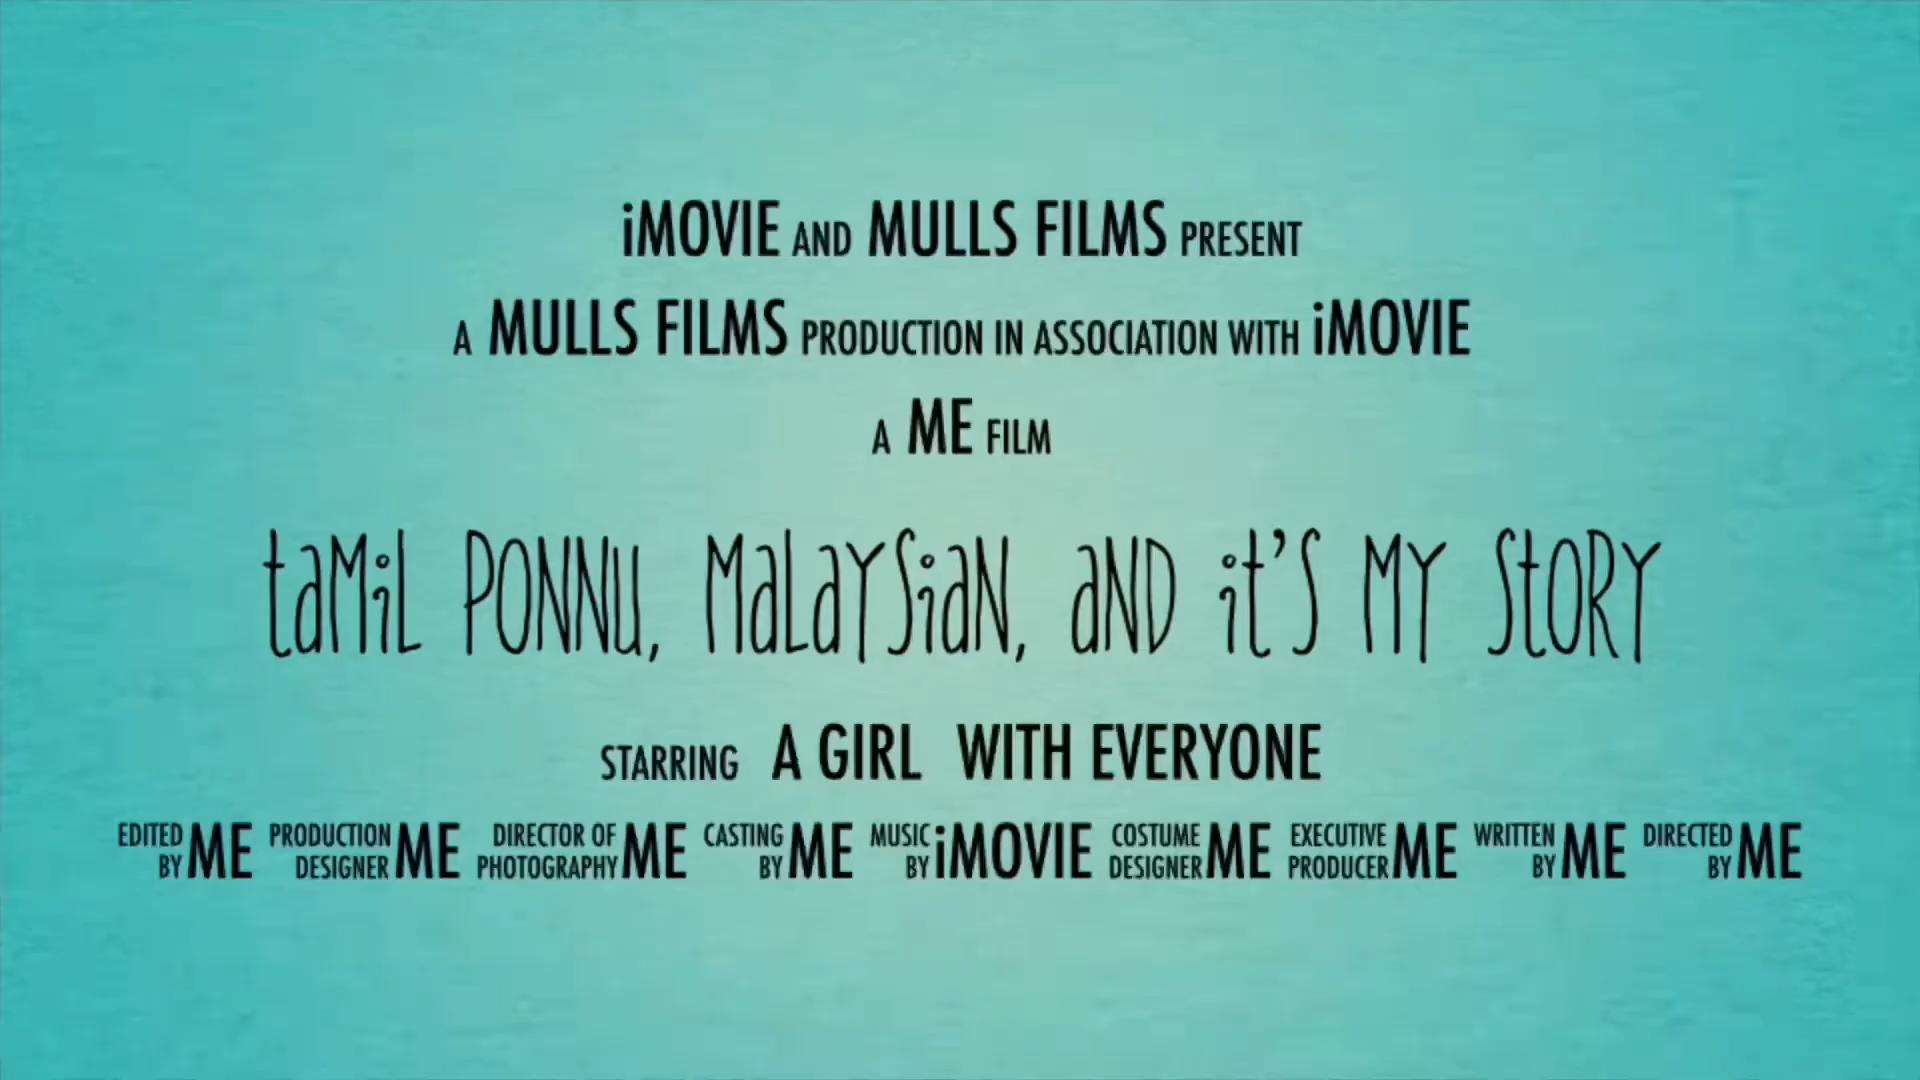 iMOVIE AND MULLS FILMS PRESENT
A MULLS FILMS PRODUCTION IN ASSOCIATION WITH iMOVIE
A ME FILM
taMiL PONNu, MaLaYSiaN, aND it's MY StORY
STARRING A GIRL WITH EVERYONE
EDITED BY ME PRODUCTION DESIGNER ME DIRECTOR OF PHOTOGRAPHY ME CASTING BY ME MUSIC BY iMOVIE COSTUME DESIGNER ME EXECUTIVE PRODUCER ME WRITTEN BY ME DIRECTED BY ME